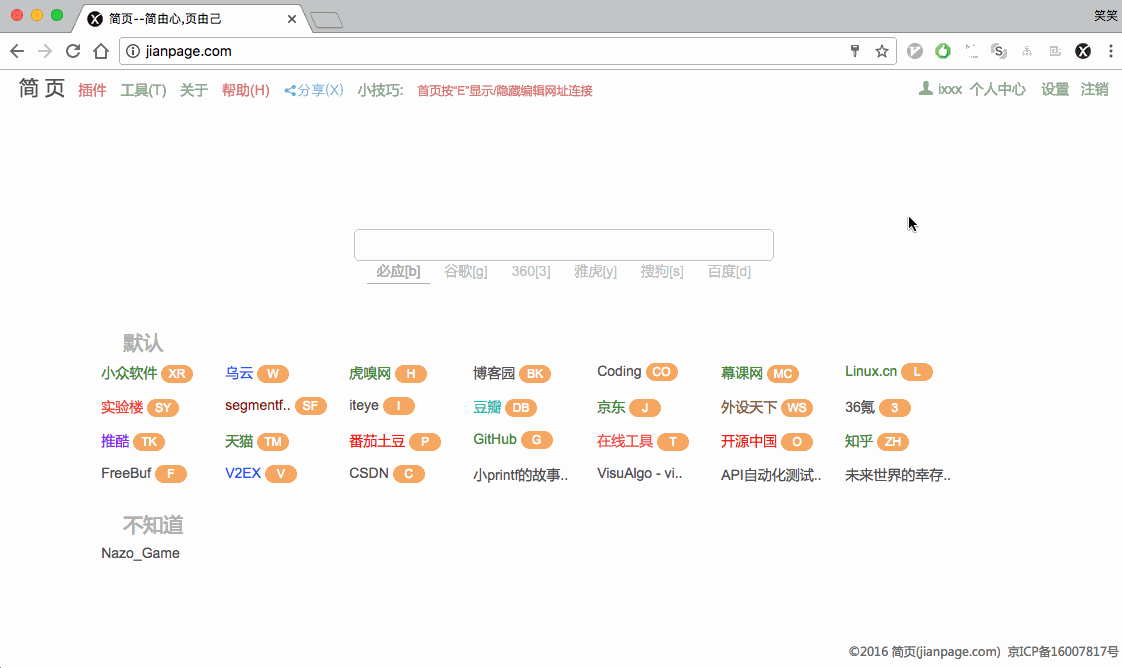 简页--简由心,页由己
笑笑
jianpage.com
简 页 插件 工具(T) 关于 帮助(H) 分享(X) 小技巧: 首页按"E"显示/隐藏编辑网址连接 ixxx 个人中心 设置 注销
必应[b] 谷歌[g] 360[3] 雅虎[y] 搜狗[s] 百度[d]
默认
小众软件 XR 乌云 W 虎嗅网 H 博客园 BK Coding CO 幕课网 MC Linux.cn L
实验楼 SY segmentf.. SF iteye I 豆瓣 DB 京东 J 外设天下 WS 36氪 3
推酷 TK 天猫 TM 番茄土豆 P GitHub G 在线工具 T 开源中国 O 知乎 ZH
FreeBuf F V2EX V CSDN C 小printf的故事.. VisuAlgo - vi.. API自动化测试.. 未来世界的幸存..
不知道
Nazo_Game
©2016 简页(jianpage.com) 京ICP备16007817号